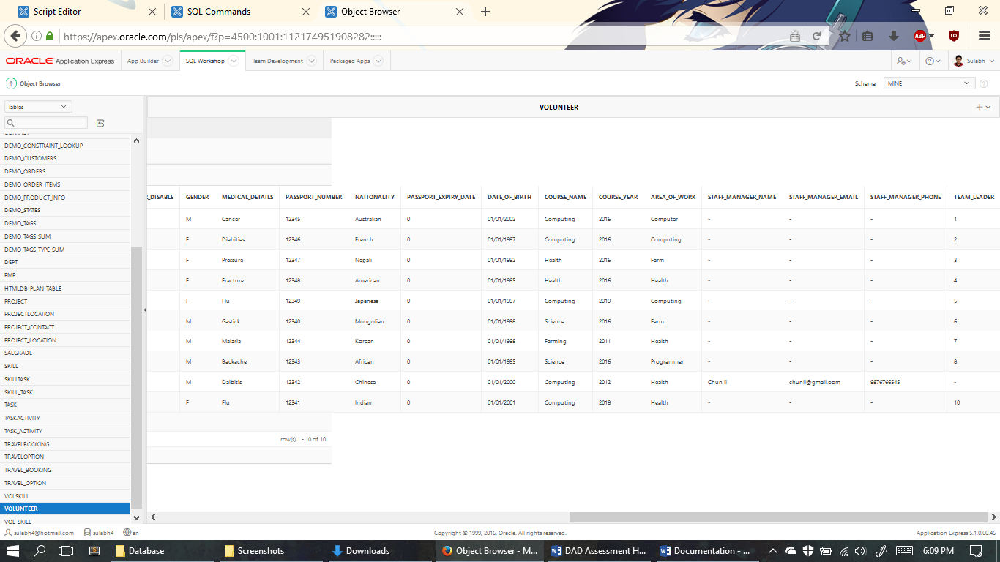 Script Editor
SQL Commands
Object Browser
https://apex.oracle.com/pls/apex/f?p=4500:1001:112174951908282:::::
ABP
ORACLE Application Express
App Builder
SQL Workshop
Team Development
Packaged Apps
Sulabh
Object Browser
Schema
MINE
Tables
VOLUNTEER
DEMO_CONSTRAINT_LOOKUP
DEMO_CUSTOMERS
DEMO_ORDERS
DEMO_ORDER_ITEMS
DEMO_PRODUCT_INFO
DEMO_STATES
DEMO_TAGS
DEMO_TAGS_SUM
DEMO_TAGS_TYPE_SUM
DEPT
EMP
HTMLDB_PLAN_TABLE
PROJECT
PROJECTLOCATION
PROJECT_CONTACT
PROJECT_LOCATION
SALGRADE
SKILL
SKILLTASK
SKILL_TASK
TASK
TASKACTIVITY
TASK_ACTIVITY
TRAVELBOOKING
TRAVELOPTION
TRAVEL_BOOKING
TRAVEL_OPTION
VOLSKILL
VOLUNTEER
VOL_SKILL
_DISABLE GENDER MEDICAL_DETAILS PASSPORT_NUMBER NATIONALITY PASSPORT_EXPIRY_DATE DATE_OF_BIRTH COURSE_NAME COURSE_YEAR AREA_OF_WORK STAFF_MANAGER_NAME STAFF_MANAGER_EMAIL STAFF_MANAGER_PHONE TEAM_LEADER
M Cancer 12345 Australian 0 01/01/2002 Computing 2016 Computer - - - 1
F Diabities 12346 French 0 01/01/1997 Computing 2016 Computing - - - 2
F Pressure 12347 Nepali 0 01/01/1992 Health 2016 Farm - - - 3
F Fracture 12348 American 0 01/01/1995 Health 2016 Health - - - 4
F Flu 12349 Japanese 0 01/01/1997 Computing 2019 Computing - - - 5
M Gastick 12340 Mongolian 0 01/01/1998 Science 2016 Farm - - - 6
M Malaria 12344 Korean 0 01/01/1998 Farming 2011 Health - - - 7
M Backache 12343 African 0 01/01/1995 Science 2016 Programmer - - - 8
M Daibitis 12342 Chinese 0 01/01/2000 Computing 2012 Health Chun li chunli@gmail.com 9876766545 -
F Flu 12341 Indian 0 01/01/2001 Computing 2018 Health - - - 10
row(s) 1 - 10 of 10
sulabh4@hotmail.com sulabh4 en
Copyright © 1999, 2016, Oracle. All rights reserved.
Application Express 5.1.0.00.45
Database
Screenshots
Downloads
Object Browser - M...
DAD Assessment H...
Documentation - ...
6:09 PM